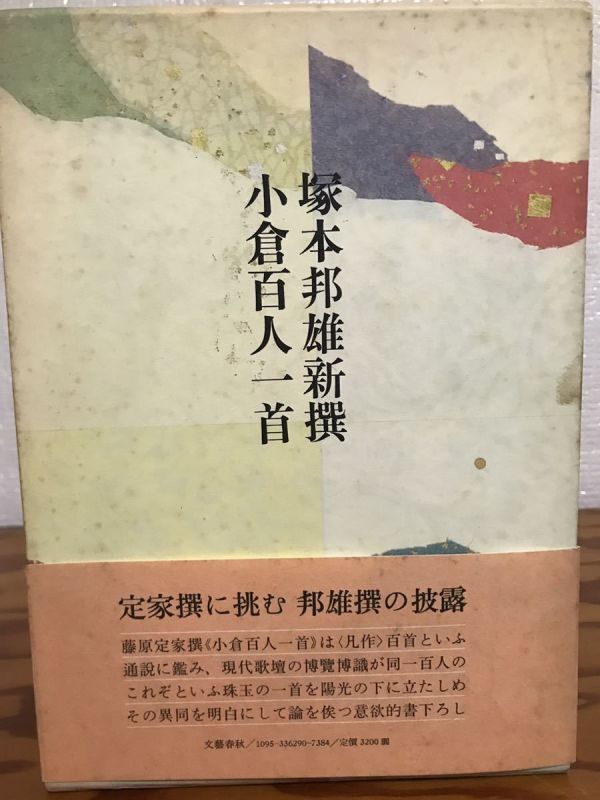 塚本邦雄新撰
小倉百人一首
定家撰に挑む 邦雄撰の披露
藤原定家撰《小倉百人一首》は〈凡作〉百首といふ
通説に鑑み、現代歌壇の博覽博識が同一百人の
これぞといふ珠玉の一首を陽光の下に立たしめ
その異同を明白にして論を俟つ意欲的書下ろし
文藝春秋/1095-336290-7384/定價3200圓